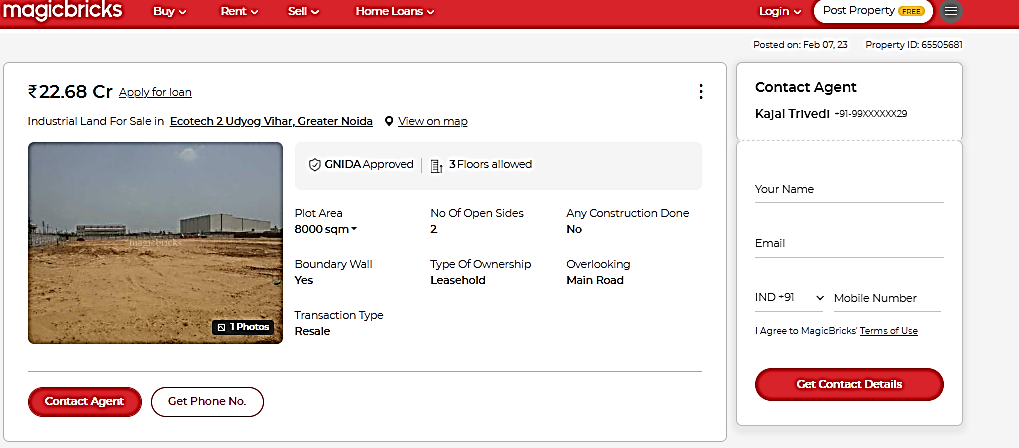 magicbricks Buy Rent Sell Home Loans Login Post Property FREE
Posted on: Feb 07, 23 Property ID: 65505681
₹22.68 Cr Apply for loan
Industrial Land For Sale in Ecotech 2 Udyog Vihar, Greater Noida View on map
GNIDA Approved 3 Floors allowed
Plot Area No Of Open Sides Any Construction Done
8000 sqm 2 No
Boundary Wall Type Of Ownership Overlooking
Yes Leasehold Main Road
Transaction Type
Resale
magicbricks
1 Photos
Contact Agent Get Phone No.
Contact Agent
Kajal Trivedi +91-99XXXXXX29
Your Name
Email
IND +91 Mobile Number
I Agree to MagicBricks' Terms of Use
Get Contact Details